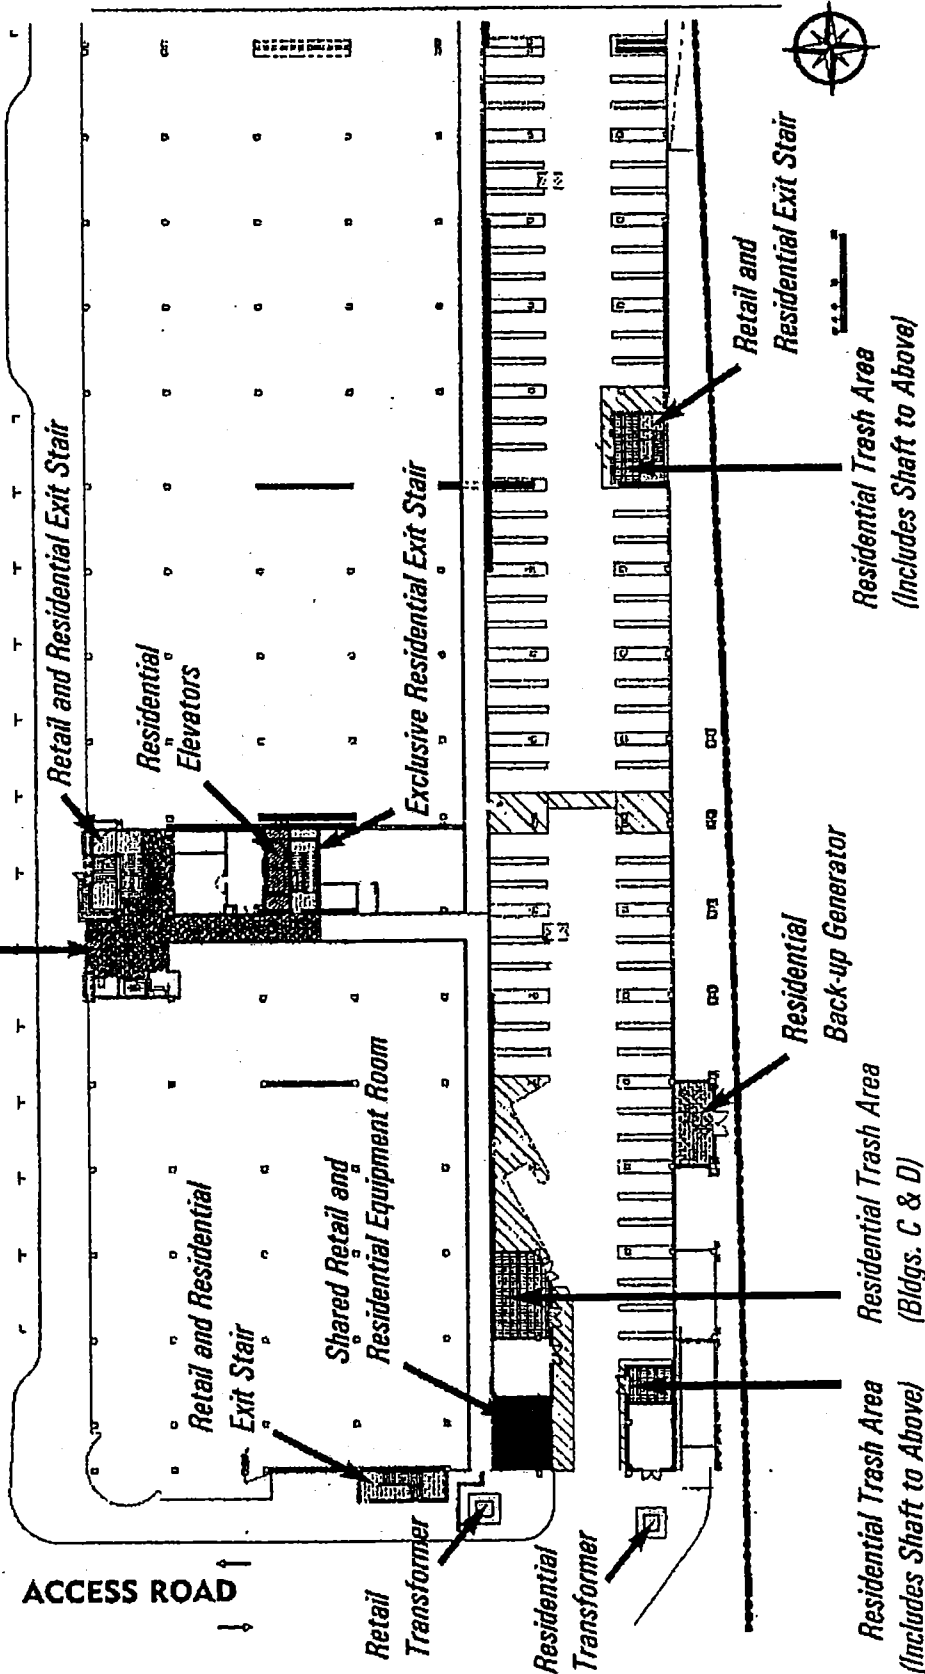 Retail and Residential Exit Stair
Residential
Elevators
Exclusive Residential Exit Stair
Retail and
Residential Exit Stair
Residential Trash Area
(Includes Shaft to Above)
Retail and Residential
Exit Stair
Shared Retail and
Residential Equipment Room
Residential
Back-up Generator
Residential Trash Area
(Bldgs. C & D)
Residential Trash Area
(Includes Shaft to Above)
Retail
Transformer
Residential
Transformer
ACCESS ROAD